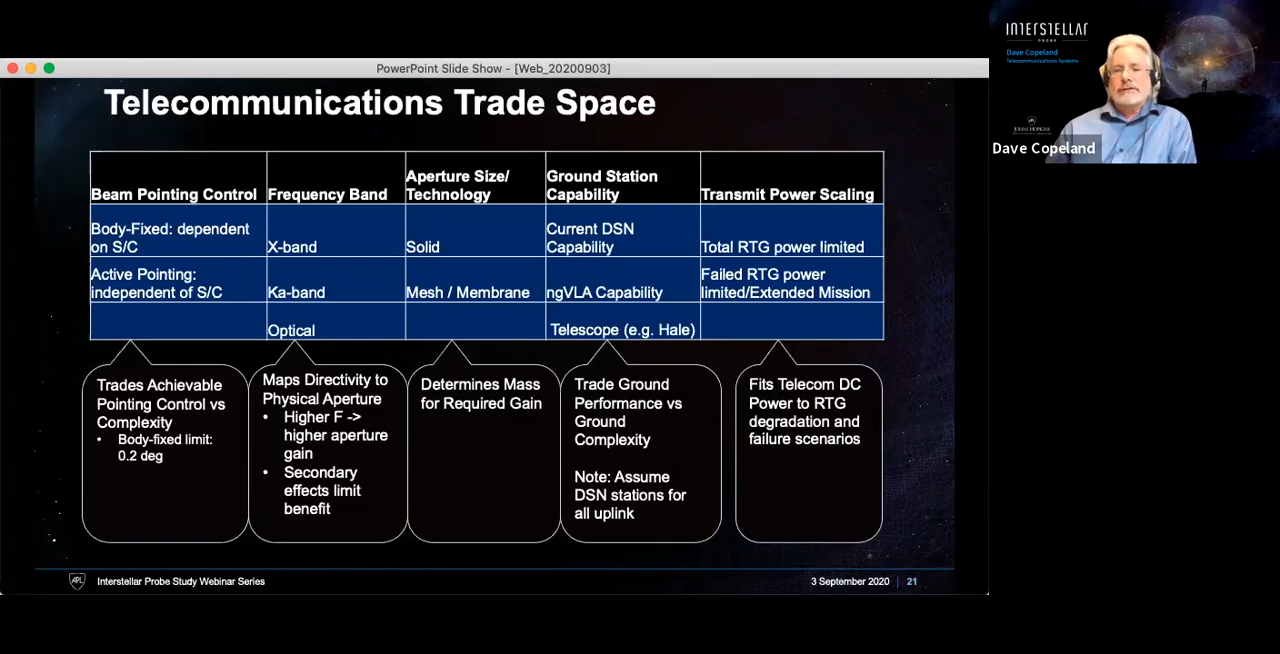 PowerPoint Slide Show - [Web_20200903]
Telecommunications Trade Space
Beam Pointing Control
Frequency Band
Aperture Size/
Technology
Ground Station
Capability
Transmit Power Scaling
Body-Fixed: dependent
on S/C
X-band
Solid
Current DSN
Capability
Total RTG power limited
Active Pointing:
independent of S/C
Ka-band
Mesh / Membrane
ngVLA Capability
Failed RTG power
limited/Extended Mission
Optical
Telescope (e.g. Hale)
Trades Achievable
Pointing Control vs
Complexity
• Body-fixed limit:
0.2 deg
Maps Directivity to
Physical Aperture
• Higher F ->
higher aperture
gain
• Secondary
effects limit
benefit
Determines Mass
for Required Gain
Trade Ground
Performance vs
Ground
Complexity
Note: Assume
DSN stations for
all uplink
Fits Telecom DC
Power to RTG
degradation and
failure scenarios
APL
Interstellar Probe Study Webinar Series
3 September 2020
21
INTERSTELLAR
PROBE
Dave Copeland
Telecommunications Systems
JOHNS HOPKINS
Dave Copeland